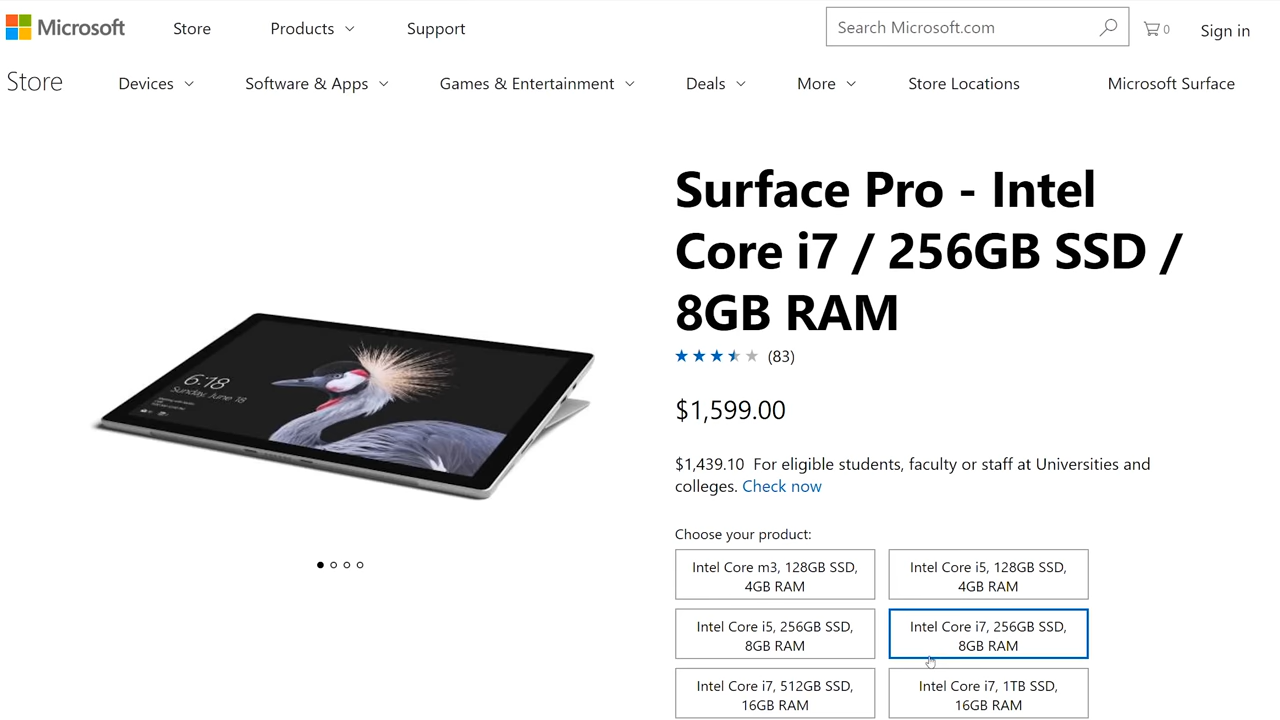 Microsoft Store Products Support Search Microsoft.com 0 Sign in
Store Devices Software & Apps Games & Entertainment Deals More Store Locations Microsoft Surface
Surface Pro - Intel
Core i7 / 256GB SSD /
8GB RAM
(83)
$1,599.00
$1,439.10 For eligible students, faculty or staff at Universities and
colleges. Check now
6:18
Sunday, June 18
Choose your product:
Intel Core m3, 128GB SSD,
4GB RAM
Intel Core i5, 128GB SSD,
4GB RAM
Intel Core i5, 256GB SSD,
8GB RAM
Intel Core i7, 256GB SSD,
8GB RAM
Intel Core i7, 512GB SSD,
16GB RAM
Intel Core i7, 1TB SSD,
16GB RAM